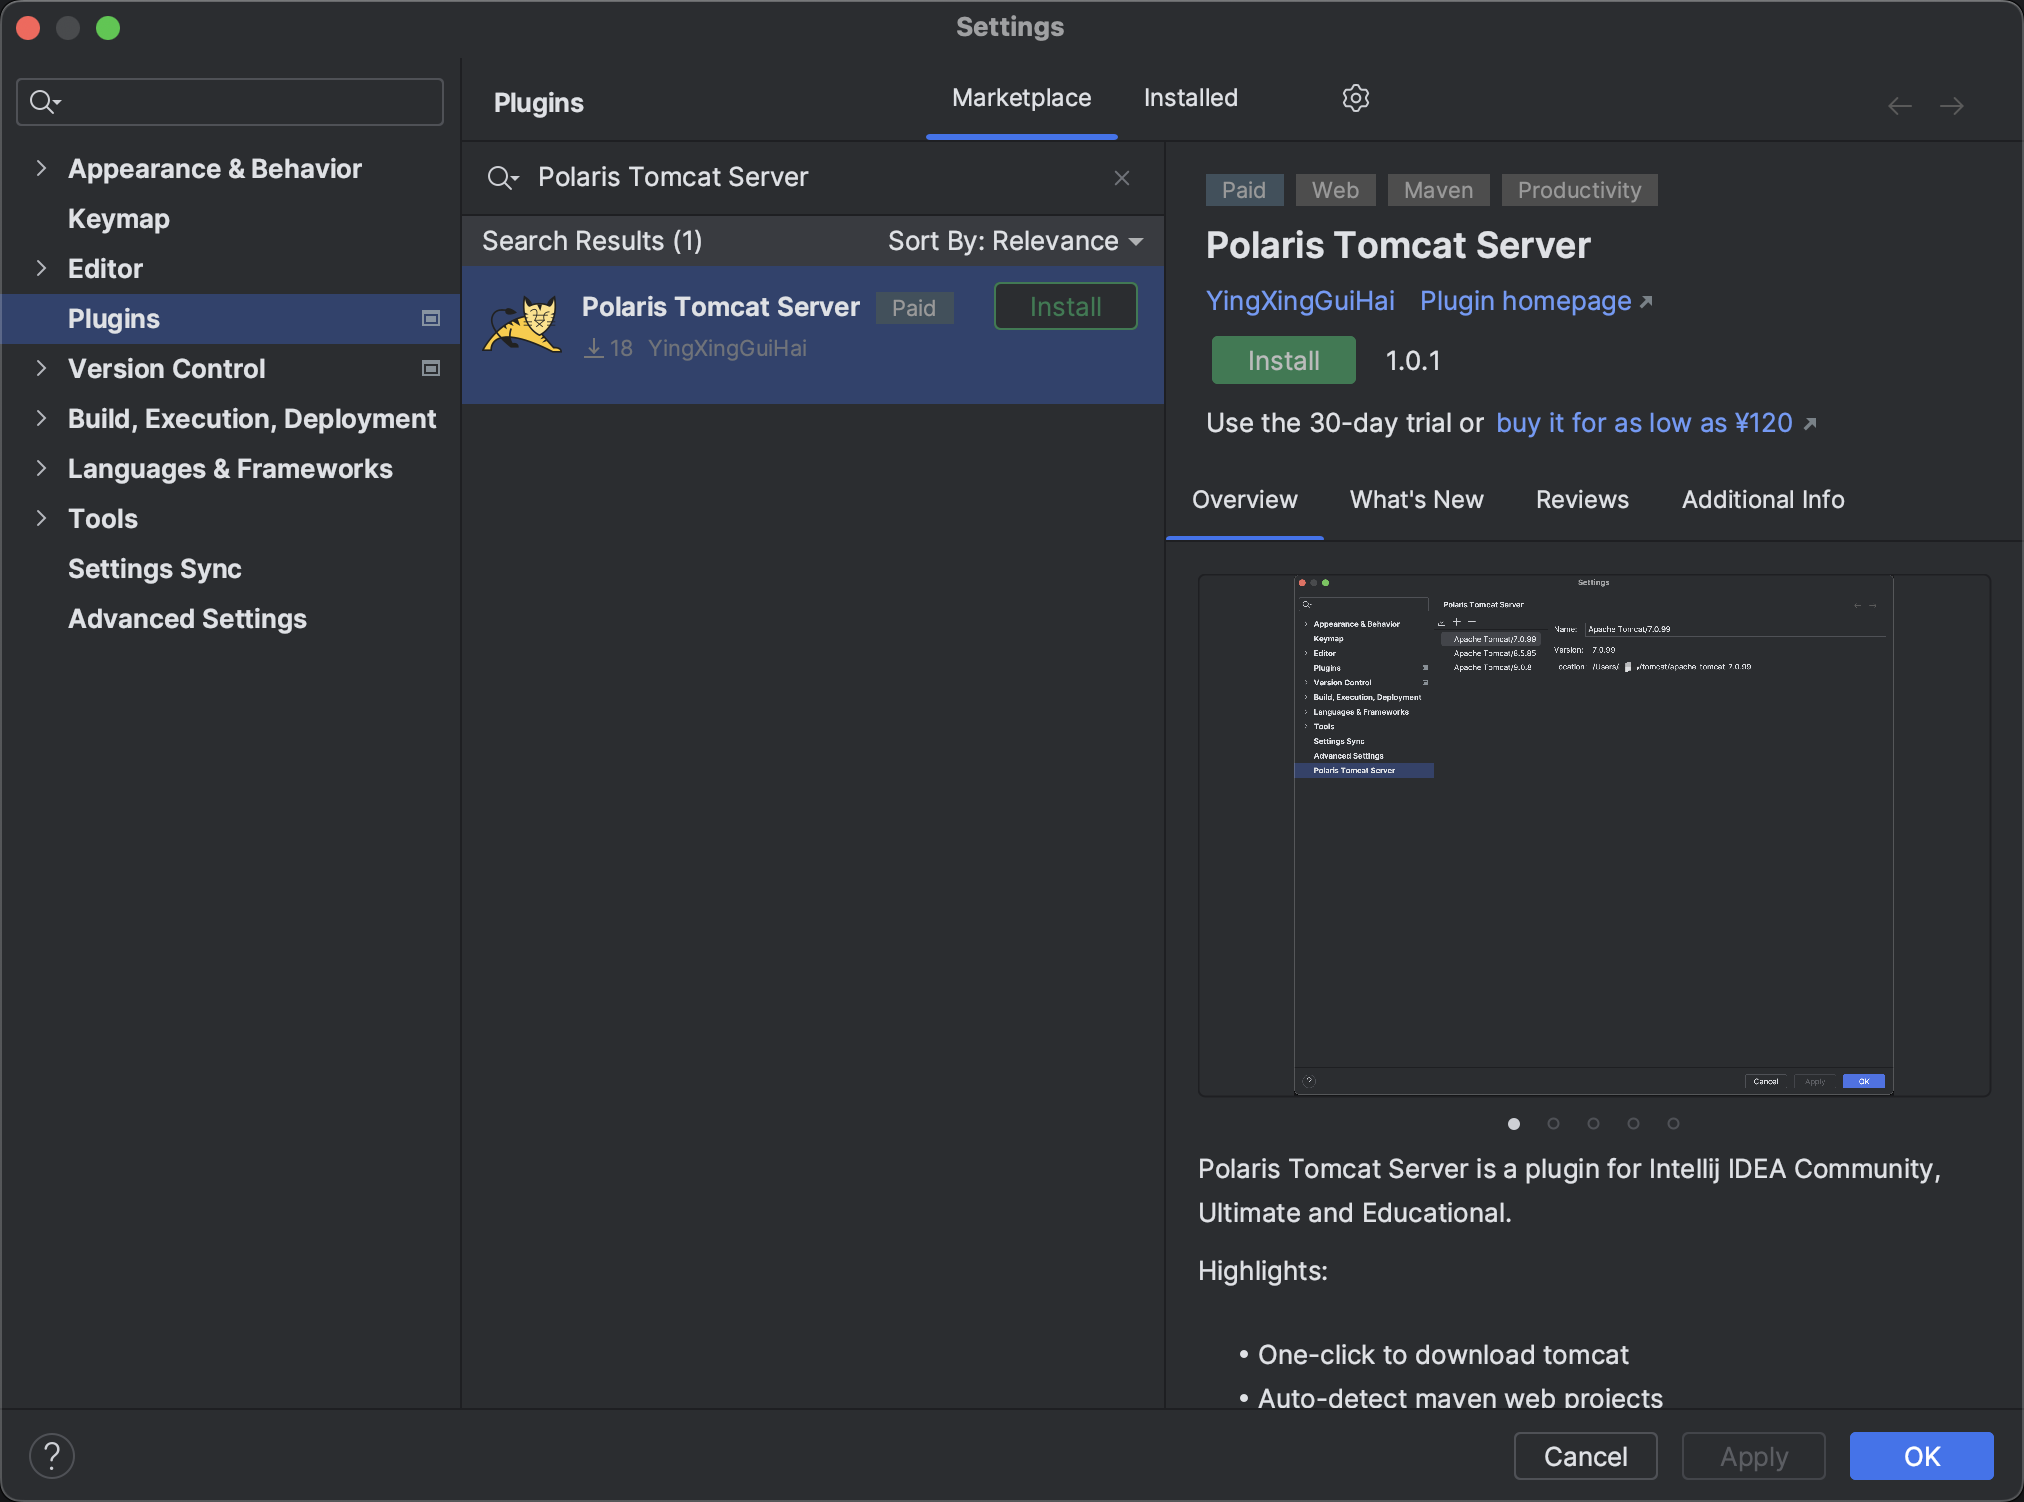 Settings
Appearance & Behavior
Keymap
Editor
Plugins
Version Control
Build, Execution, Deployment
Languages & Frameworks
Tools
Settings Sync
Advanced Settings
Plugins
Marketplace
Installed
Polaris Tomcat Server
Search Results (1)
Sort By: Relevance
Polaris Tomcat Server
Paid
Install
18 YingXingGuiHai
Paid
Web
Maven
Productivity
Polaris Tomcat Server
YingXingGuiHai
Plugin homepage
Install
1.0.1
Use the 30-day trial or buy it for as low as ¥120
Overview
What's New
Reviews
Additional Info
Settings
Polaris Tomcat Server
Appearance & Behavior
Keymap
Editor
Plugins
Version Control
Build, Execution, Deployment
Languages & Frameworks
Tools
Settings Sync
Advanced Settings
Polaris Tomcat Server
Apache Tomcat/7.0.99
Apache Tomcat/8.5.85
Apache Tomcat/9.0.8
Name: Apache Tomcat/7.0.99
Version: 7.0.99
Location /Users/ /tomcat/apache tomcat 7.0.99
?
Cancel
Apply
OK
Polaris Tomcat Server is a plugin for Intellij IDEA Community,
Ultimate and Educational.
Highlights:
• One-click to download tomcat
• Auto-detect maven web projects
?
Cancel
Apply
OK